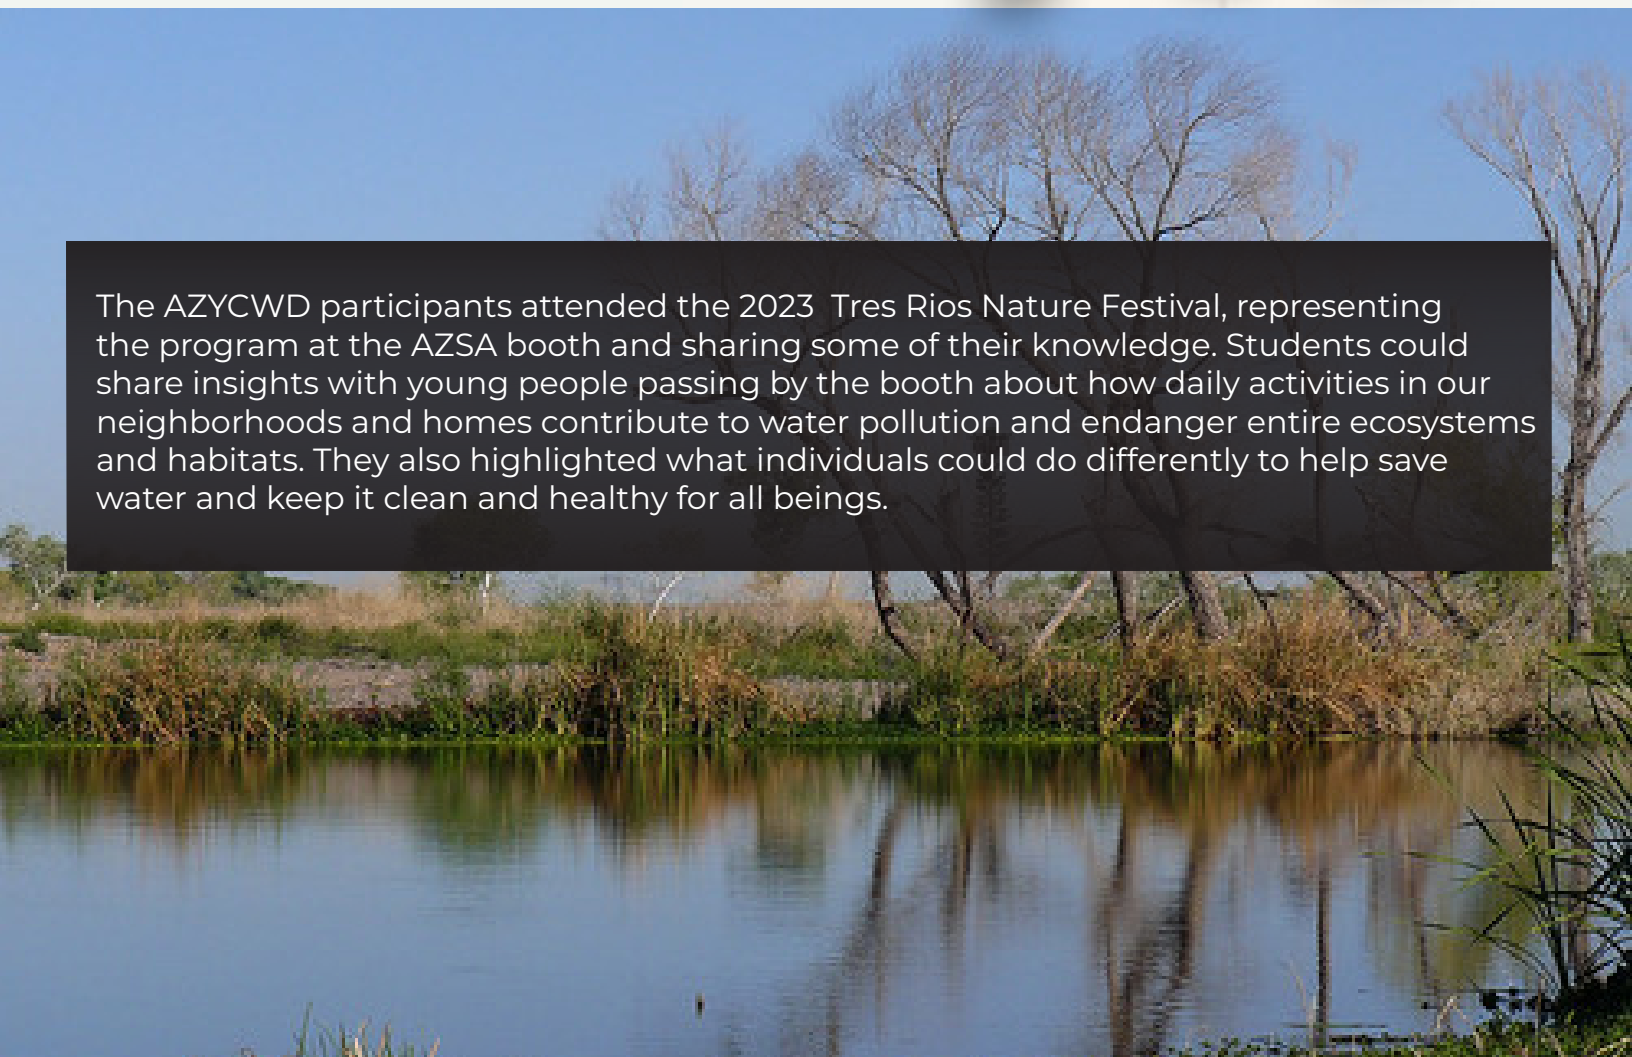 The AZYCWD participants attended the 2023  Tres Rios Nature Festival, representing
the program at the AZSA booth and sharing some of their knowledge. Students could
share insights with young people passing by the booth about how daily activities in our
neighborhoods and homes contribute to water pollution and endanger entire ecosystems
and habitats. They also highlighted what individuals could do differently to help save
water and keep it clean and healthy for all beings.